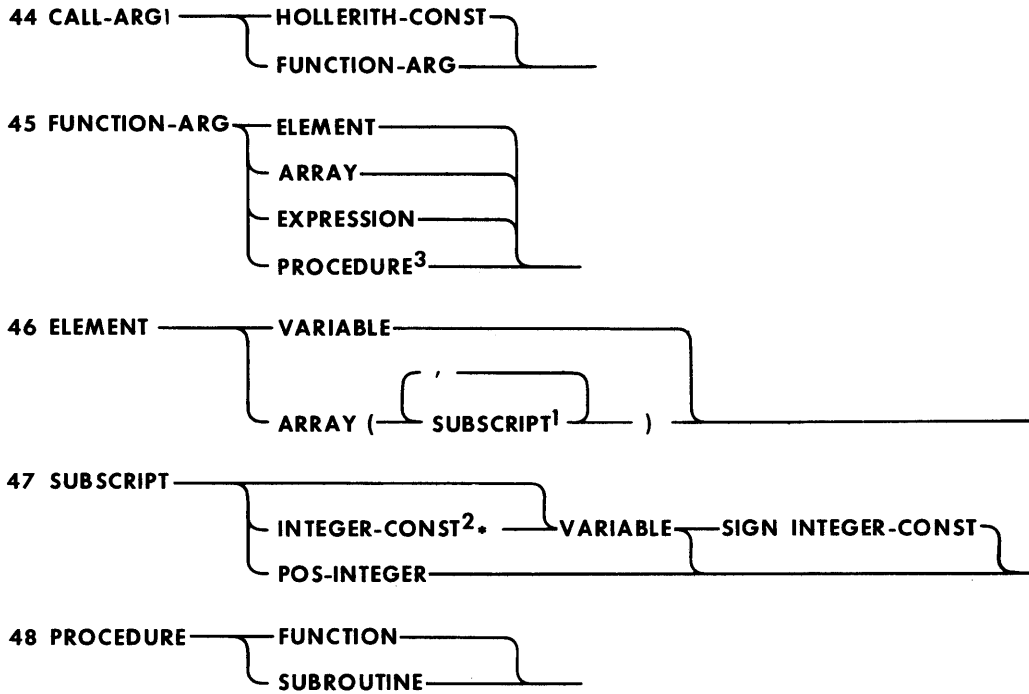 44 CALL-ARG1 HOLLERITH-CONST
FUNCTION-ARG
45 FUNCTION-ARG ELEMENT
ARRAY
EXPRESSION
PROCEDURE3
46 ELEMENT VARIABLE
,
ARRAY ( SUBSCRIPT1 )
47 SUBSCRIPT
INTEGER-CONST2* VARIABLE SIGN INTEGER-CONST
POS-INTEGER
48 PROCEDURE FUNCTION
SUBROUTINE